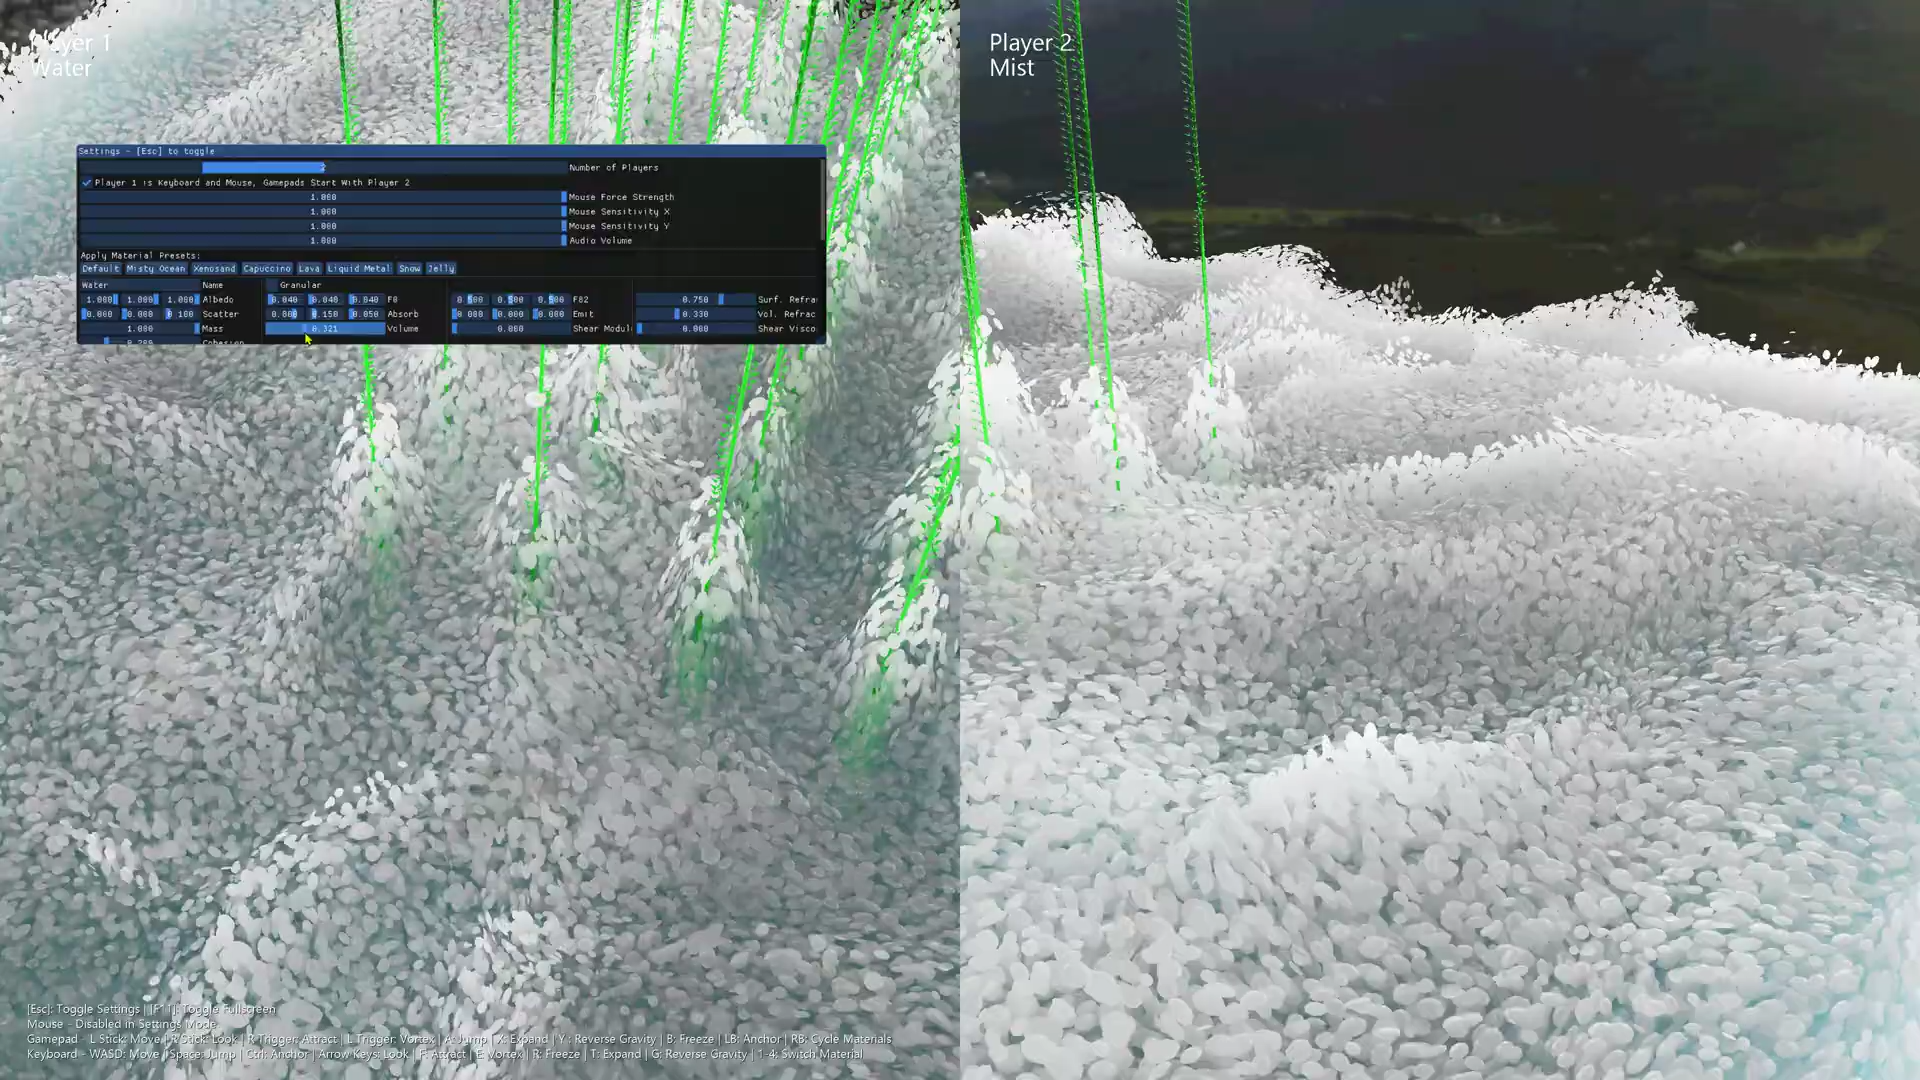 Player 1
Water
Player 2
Mist
Settings - [Esc] to toggle
2 Number of Players
Player 1 is Keyboard and Mouse, Gamepads Start With Player 2
1.000 Mouse Force Strength
1.000 Mouse Sensitivity X
1.000 Mouse Sensitivity Y
1.000 Audio Volume
Apply Material Presets:
Default Misty Ocean Xenosand Capuccino Lava Liquid Metal Snow Jelly
Water Name Granular
1.000 1.000 1.000 Albedo 0.040 0.040 0.040 F0 0.500 0.500 0.500 F82 0.750 Surf. Refra
0.000 0.000 0.100 Scatter 0.800 0.150 0.050 Absorb 0.000 0.000 0.000 Emit 0.330 Vol. Refrac
1.000 Mass 0.321 Volume 0.000 Shear Modul 0.000 Shear Visco
0.200 Cohesion
[Esc]: Toggle Settings | [F11]: Toggle Fullscreen
Mouse - Disabled in Settings Mode
Gamepad - L Stick: Move | R Stick: Look | R Trigger: Attract | L Trigger: Vortex | A: Jump | X: Expand | Y : Reverse Gravity | B: Freeze | LB: Anchor | RB: Cycle Materials
Keyboard - WASD: Move | Space: Jump | Ctrl: Anchor | Arrow Keys: Look | F: Attract | E: Vortex | R: Freeze | T: Expand | G: Reverse Gravity | 1-4: Switch Material